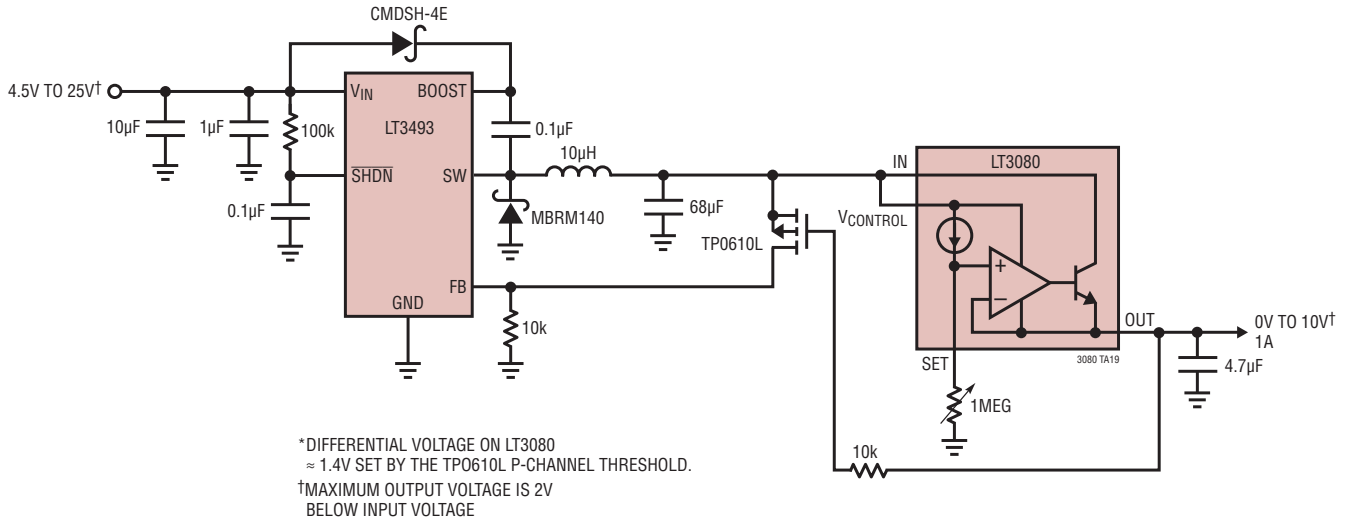 CMDSH-4E
4.5V TO 25V†
VIN
BOOST
LT3493
10µF
1µF
100k
0.1µF
10µH
SHDN
SW
0.1µF
MBRM140
68µF
TP0610L
FB
GND
10k
IN
LT3080
VCONTROL
+
–
OUT
0V TO 10V†
1A
3080 TA19
SET
4.7µF
1MEG
10k
*DIFFERENTIAL VOLTAGE ON LT3080
≈ 1.4V SET BY THE TPO610L P-CHANNEL THRESHOLD.
†MAXIMUM OUTPUT VOLTAGE IS 2V
BELOW INPUT VOLTAGE